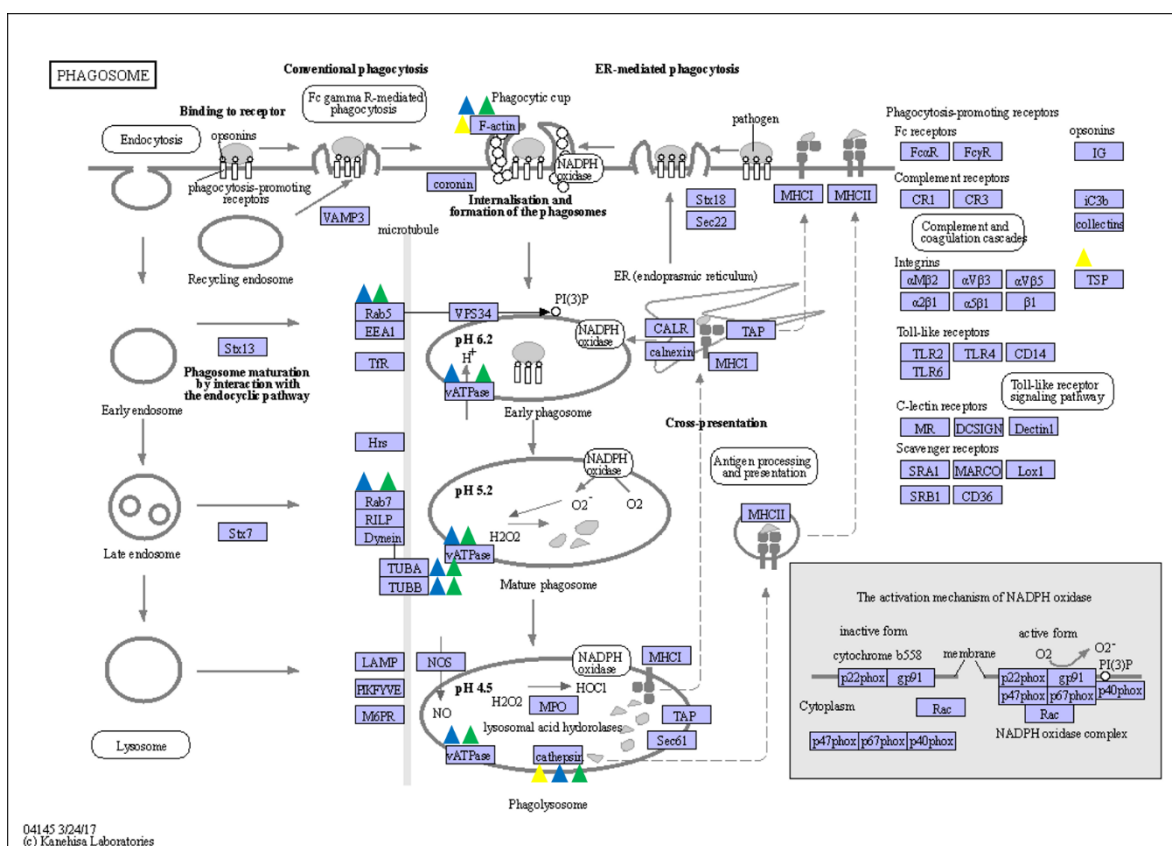 PHAGOSOME
Conventional phagocytosis
ER-mediated phagocytosis
Binding to receptor
Fc gamma R-mediated
phagocytosis
Phagocytic cup
F-actin
pathogen
Phagocytosis-promoting receptors
Fc receptors
opsonins
FcαR
FcγR
IG
Endocytosis
opsonins
phagocytosis-promoting
receptors
coronin
NADPH
oxidase
Internalisation and
formation of the phagosomes
VAMP3
Stx18
Sec22
MHCI
MHCII
Complement receptors
CR1
CR3
iC3b
collectins
Complement and
coagulation cascades
microtubule
Recycling endosome
ER (endoprasmic reticulum)
Integrins
αMβ2
αVβ3
αVβ5
TSP
α2β1
α5β1
β1
Rab5
EEA1
VPS34
PI(3)P
NADPH
oxidase
CALR
calnexin
TAP
MHCI
Stx13
TfR
pH 6.2
H+
vATPase
Early phagosome
Phagosome maturation
by interaction with
the endocyclic pathway
Early endosome
Toll-like receptors
TLR2
TLR4
CD14
TLR6
Toll-like receptor
signaling pathway
C-lectin receptors
MR
DCSIGN
Dectin1
Scavenger receptors
SRA1
MARCO
Lox1
SRB1
CD36
Cross-presentation
Antigen processing
and presentation
MHCII
Hrs
Rab7
RILP
Dynein
TUBA
TUBB
Stx7
Late endosome
NADPH
oxidase
pH 5.2
O2-
O2
H2O2
vATPase
Mature phagosome
LAMP
PIKFYVE
M6PR
NOS
NO
NADPH
oxidase
MHCI
pH 4.5
H2O2
HOCl
MPO
lysosomal acid hydorolases
TAP
Sec61
vATPase
cathepsin
Phagolysosome
Lysosome
The activation mechanism of NADPH oxidase
inactive form
active form
cytochrome b558
membrane
O2
O2-
PI(3)P
p22phox
gp91
p22phox
gp91
p47phox
p67phox
p40phox
Cytoplasm
Rac
Rac
p47phox
p67phox
p40phox
NADPH oxidase complex
04145 3/24/17
(c) Kanehisa Laboratories